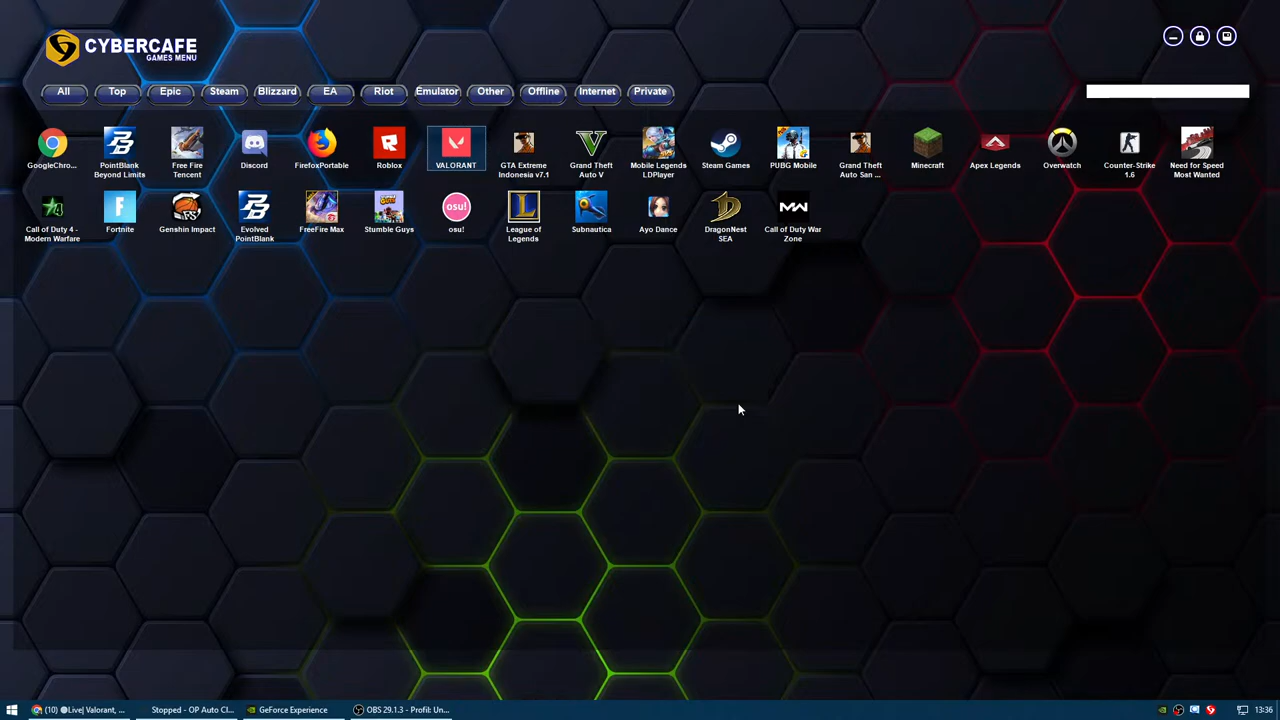 CYBERCAFE
GAMES MENU
All Top Epic Steam Blizzard EA Riot Emulator Other Offline Internet Private
GoogleChro... PointBlank Beyond Limits Free Fire Tencent Discord FirefoxPortable Roblox VALORANT GTA Extreme Indonesia v7.1 Grand Theft Auto V Mobile Legends LDPlayer Steam Games PUBG Mobile Grand Theft Auto San ... Minecraft Apex Legends Overwatch Counter-Strike 1.6 Need for Speed Most Wanted
Call of Duty 4 - Modern Warfare Fortnite Genshin Impact Evolved PointBlank FreeFire Max Stumble Guys osu! League of Legends Subnautica Ayo Dance DragonNest SEA Call of Duty War Zone
(10) Live| Valorant, ... Stopped - OP Auto Cl... GeForce Experience OBS 29.1.3 - Profil: Un... 13:36